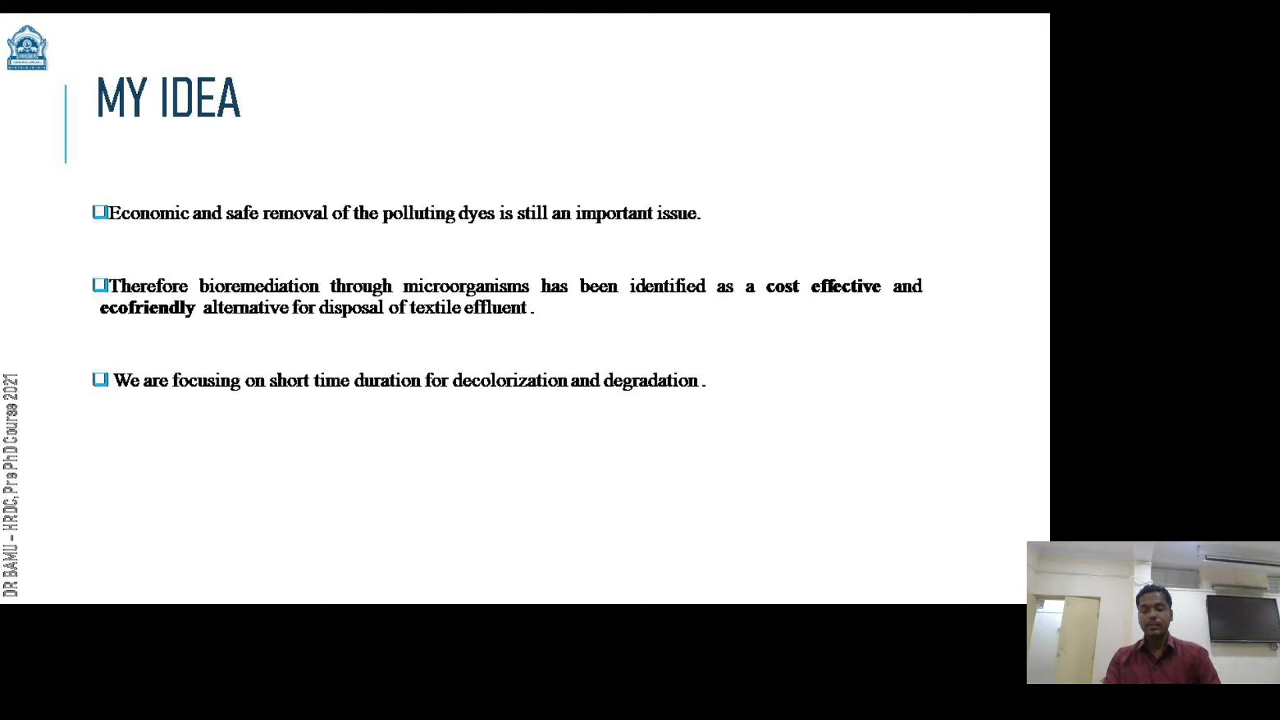 MY IDEA
Economic and safe removal of the polluting dyes is still an important issue.
Therefore bioremediation through microorganisms has been identified as a cost effective and
ecofriendly alternative for disposal of textile effluent .
We are focusing on short time duration for decolorization and degradation .
DR BAMU – HRDC, Pre PhD Course 2021